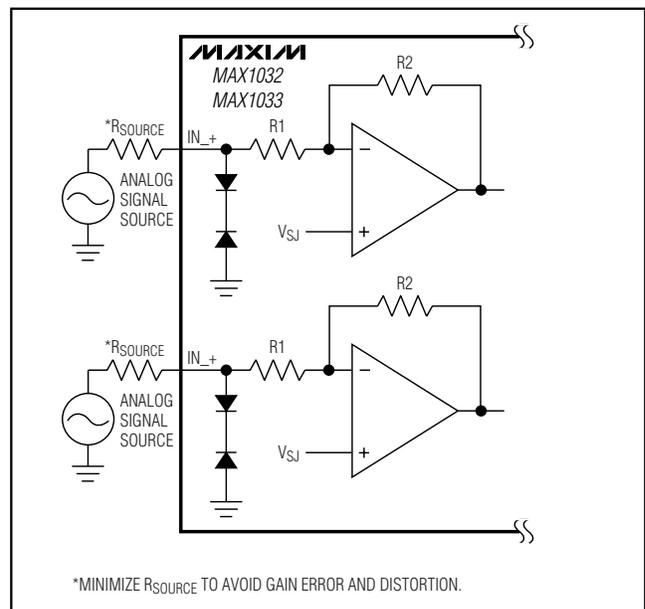 MAXIM
MAX1032
MAX1033
R2
*RSOURCE
IN_+
R1
−
ANALOG
SIGNAL
SOURCE
VSJ
+
R2
*RSOURCE
IN_+
R1
−
ANALOG
SIGNAL
SOURCE
VSJ
+
*MINIMIZE RSOURCE TO AVOID GAIN ERROR AND DISTORTION.